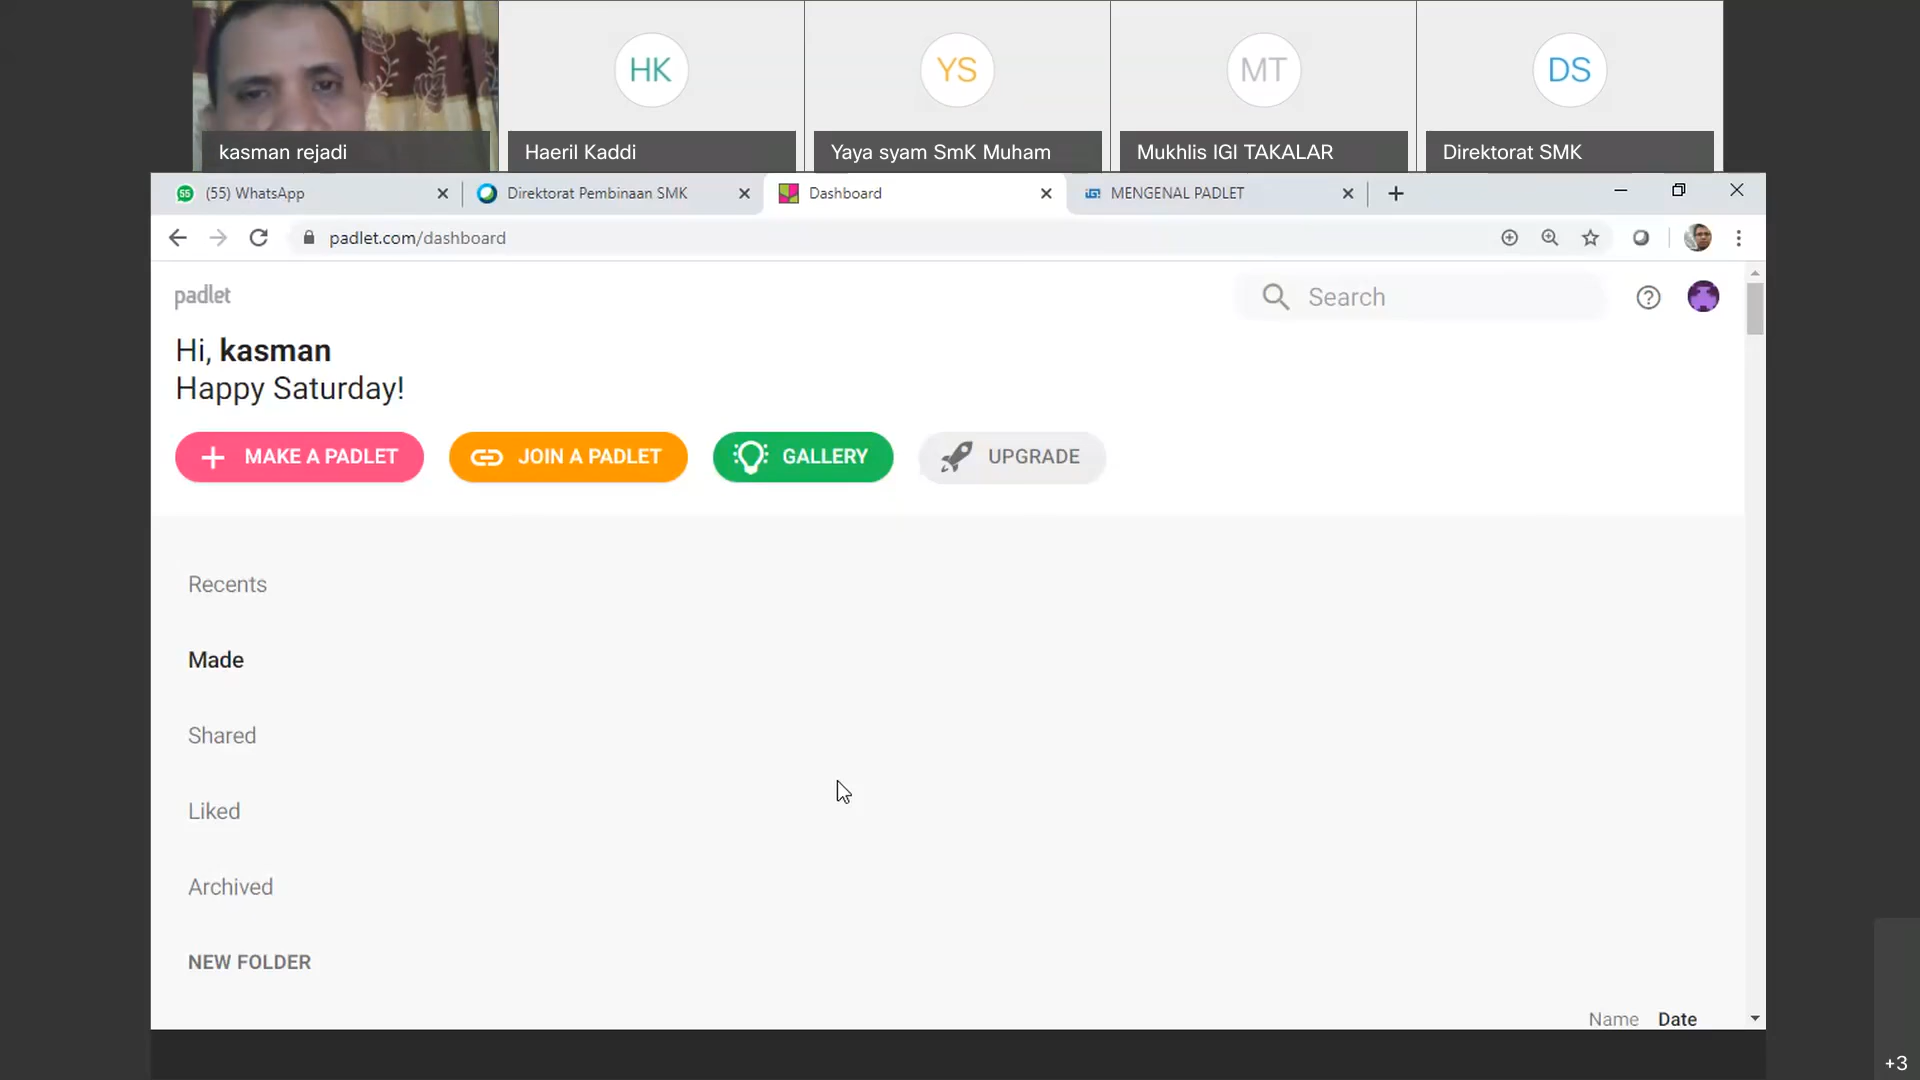 HK
YS
MT
DS
kasman rejadi
Haeril Kaddi
Yaya syam SmK Muham
Mukhlis IGI TAKALAR
Direktorat SMK
55
(55) WhatsApp
Direktorat Pembinaan SMK
Dashboard
iGi
MENGENAL PADLET
padlet.com/dashboard
padlet
Search
Hi, kasman
Happy Saturday!
MAKE A PADLET
JOIN A PADLET
GALLERY
UPGRADE
Recents
Made
Shared
Liked
Archived
NEW FOLDER
Name Date
+3